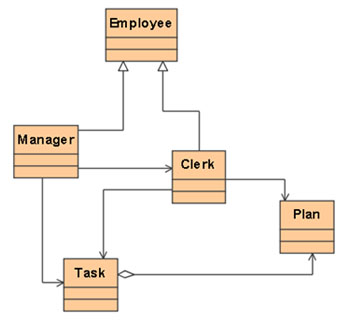 Employee
Manager
Clerk
Plan
Task